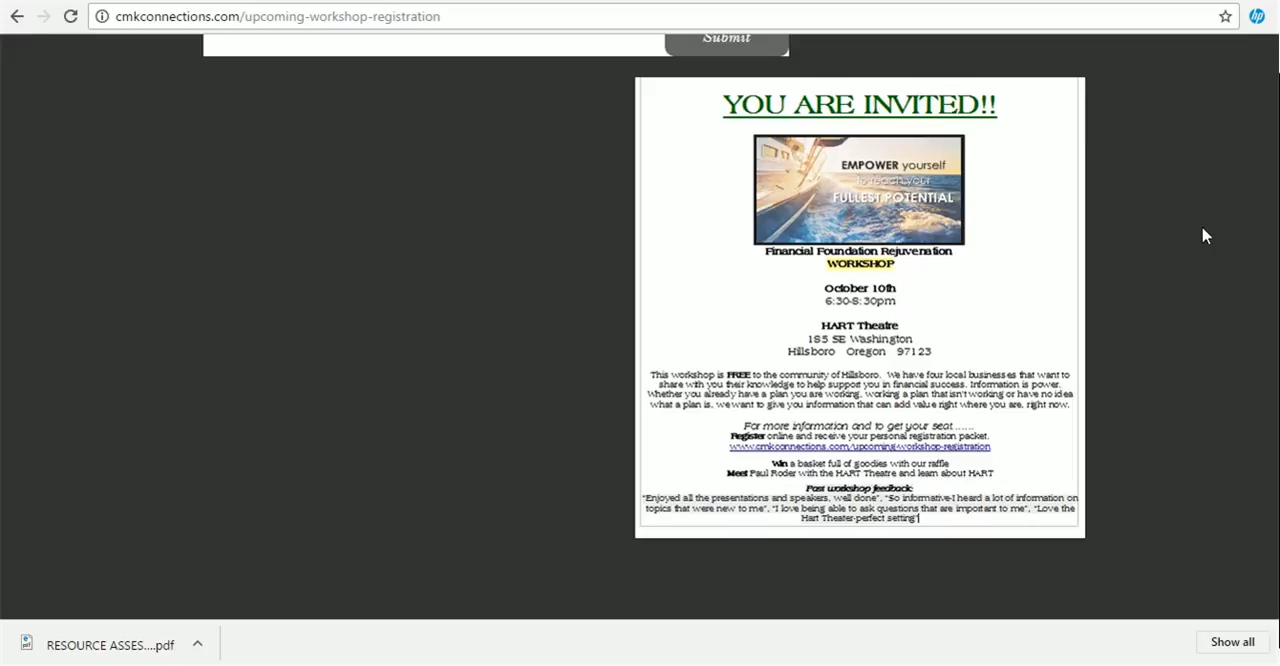 cmkconnections.com/upcoming-workshop-registration
Submit
YOU ARE INVITED!!
EMPOWER yourself
to reach your
FULLEST POTENTIAL
Financial Foundation Rejuvenation
WORKSHOP
October 10th
6:30-8:30pm
HART Theatre
185 SE Washington
Hillsboro Oregon 97123
This workshop is FREE to the community of Hillsboro. We have four local businesses that want to
share with you their knowledge to help support you in financial success. Information is power.
Whether you already have a plan you are working, working a plan that isn't working or have no idea
what a plan is, we want to give you information that can add value right where you are, right now.
For more information and to get your seat......
Register online and receive your personal registration packet.
www.cmkconnections.com/upcoming-workshop-registration
Win a basket full of goodies with our raffle
Meet Paul Roder with the HART Theatre and learn about HART
Past workshop feedback:
"Enjoyed all the presentations and speakers, well done", "So informative-I heard a lot of information on
topics that were new to me", "I love being able to ask questions that are important to me", "Love the
Hart Theater-perfect setting"
RESOURCE ASSES....pdf
Show all